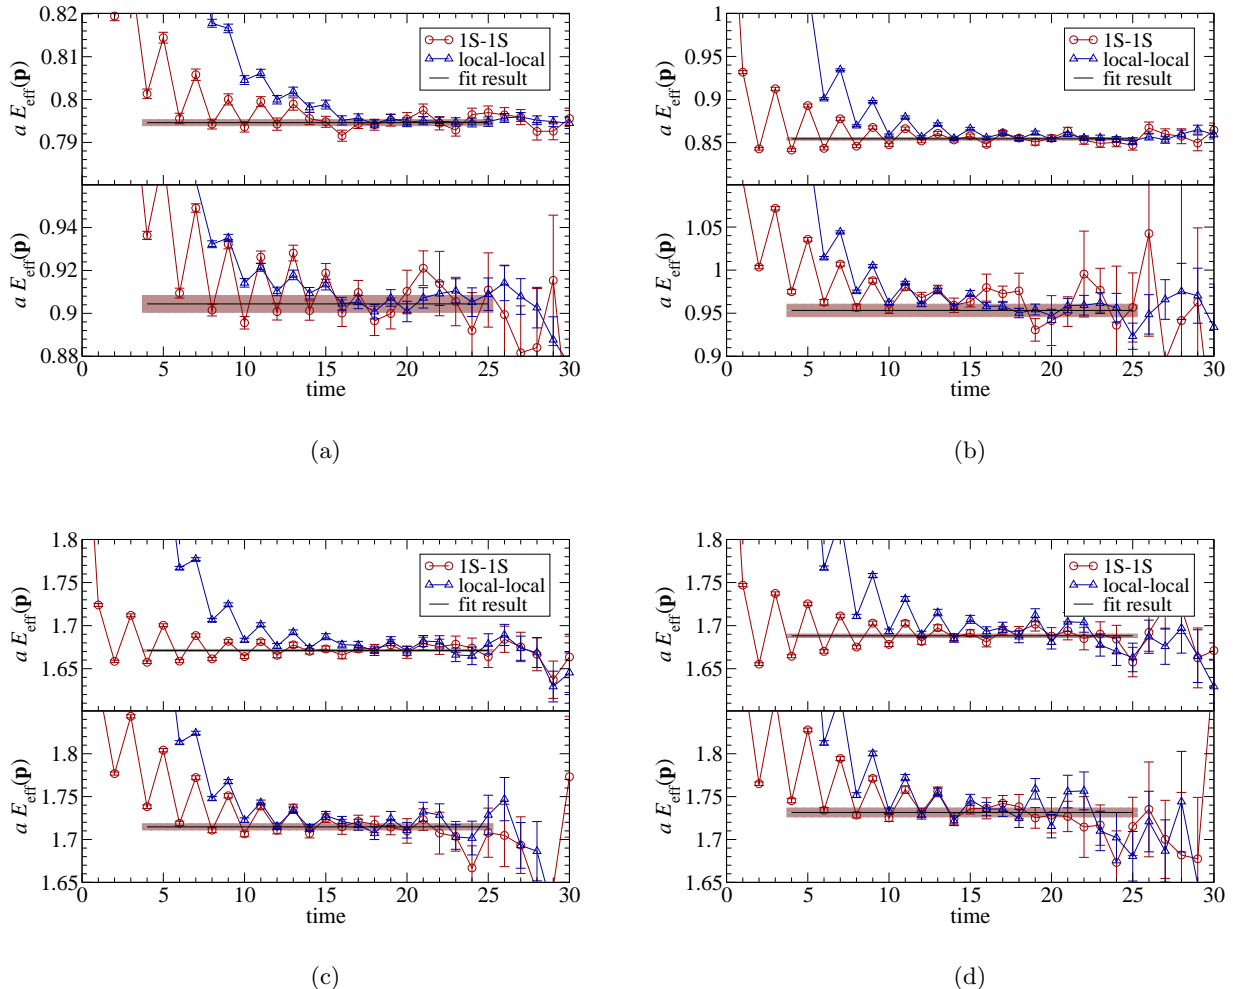 0.82
0.81
0.8
0.79
a E_eff(p)
1S-1S
local-local
fit result
0.94
0.92
0.9
0.88
a E_eff(p)
0 5 10 15 20 25 30
time
(a)
1
0.95
0.9
0.85
a E_eff(p)
1S-1S
local-local
fit result
1.05
1
0.95
0.9
a E_eff(p)
0 5 10 15 20 25 30
time
(b)
1.8
1.75
1.7
1.65
a E_eff(p)
1S-1S
local-local
fit result
1.8
1.75
1.7
1.65
a E_eff(p)
0 5 10 15 20 25 30
time
(c)
1.8
1.75
1.7
1.65
a E_eff(p)
1S-1S
local-local
fit result
1.8
1.75
1.7
1.65
a E_eff(p)
0 5 10 15 20 25 30
time
(d)